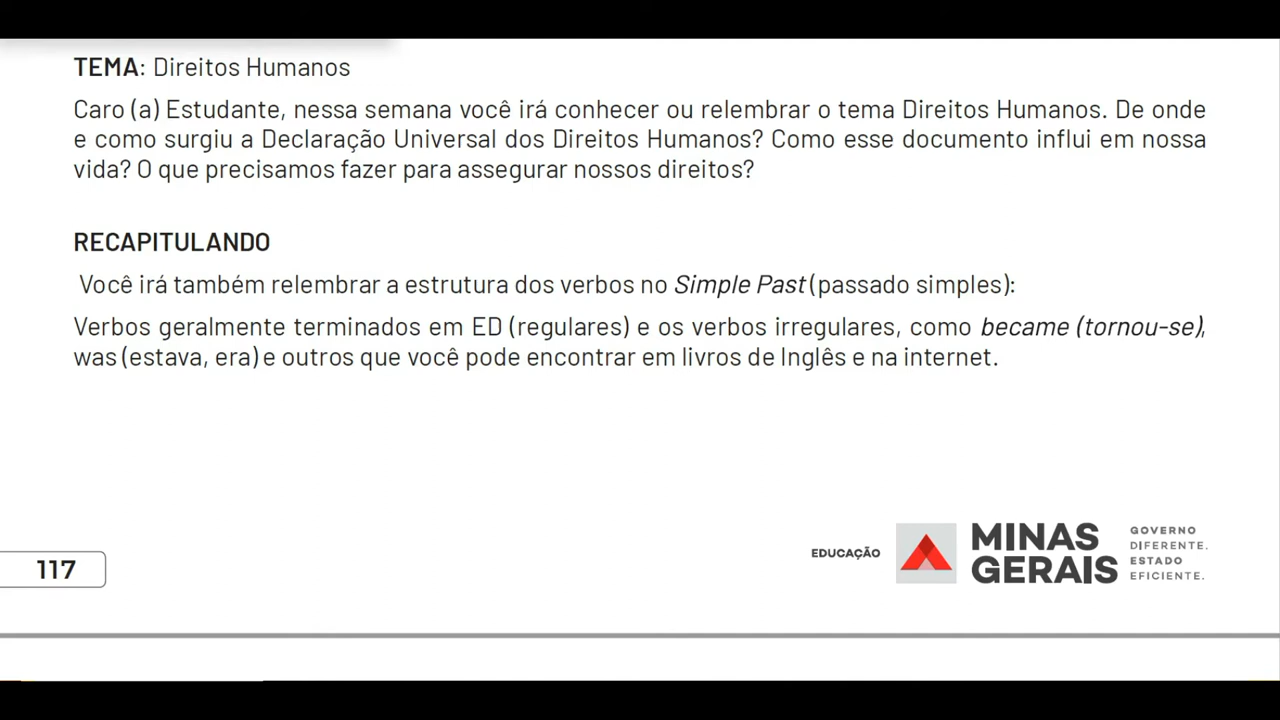 TEMA: Direitos Humanos
Caro (a) Estudante, nessa semana você irá conhecer ou relembrar o tema Direitos Humanos. De onde
e como surgiu a Declaração Universal dos Direitos Humanos? Como esse documento influi em nossa
vida? O que precisamos fazer para assegurar nossos direitos?
RECAPITULANDO
Você irá também relembrar a estrutura dos verbos no Simple Past (passado simples):
Verbos geralmente terminados em ED (regulares) e os verbos irregulares, como became (tornou-se),
was (estava, era) e outros que você pode encontrar em livros de Inglês e na internet.
117
EDUCAÇÃO
MINAS
GERAIS
GOVERNO
DIFERENTE.
ESTADO
EFICIENTE.